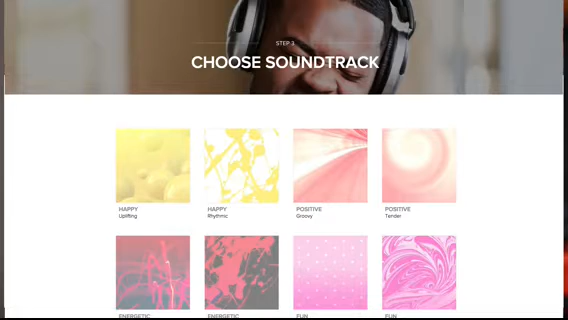 STEP 3
CHOOSE SOUNDTRACK
HAPPY
Uplifting
HAPPY
Rhythmic
POSITIVE
Groovy
POSITIVE
Tender
ENERGETIC
ENERGETIC
FUN
FUN